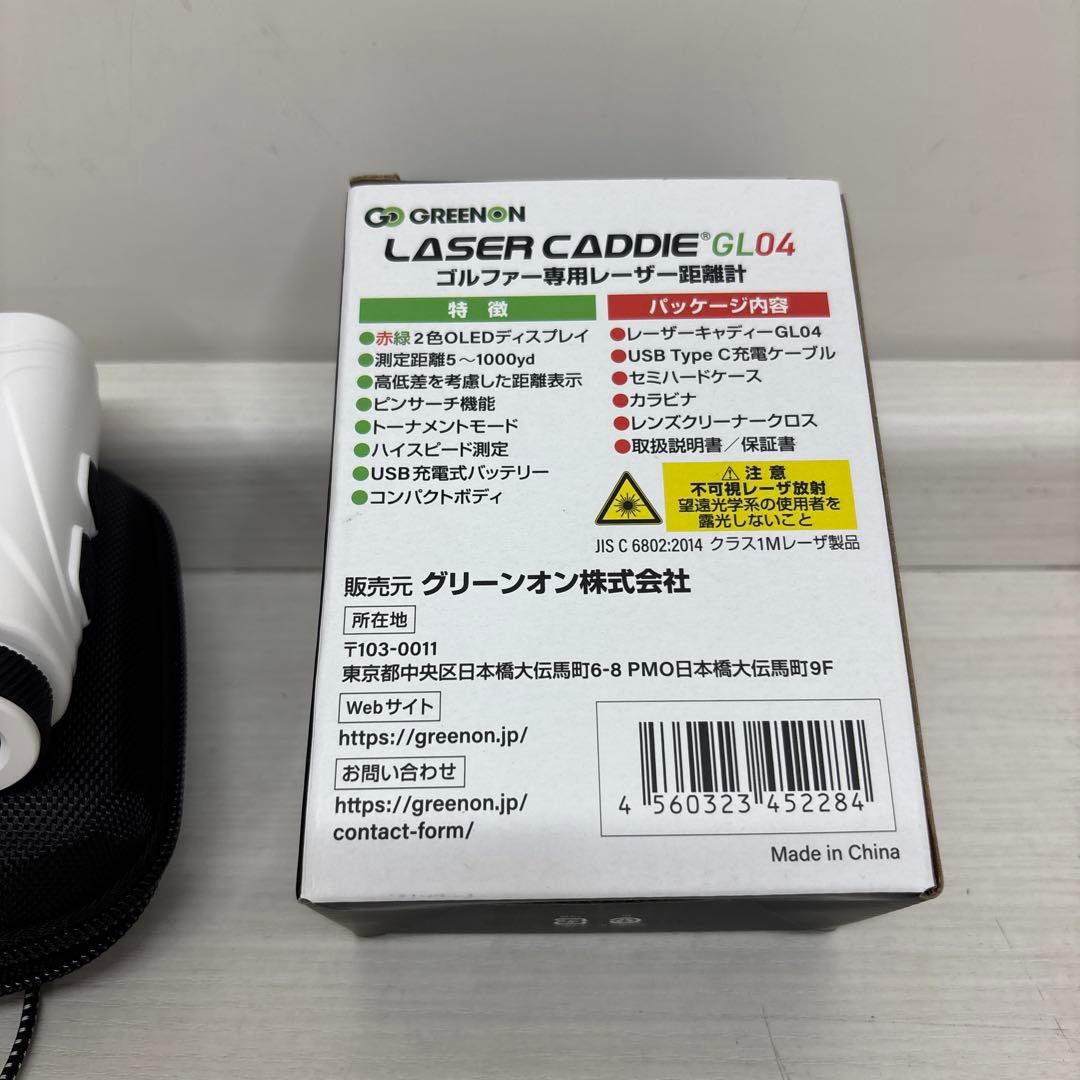 GO GREENON
LASER CADDIE® GL04
ゴルファー専用レーザー距離計
特徴
●赤緑2色OLEDディスプレイ
●測定距離5～1000yd
●高低差を考慮した距離表示
●ピンサーチ機能
●トーナメントモード
●ハイスピード測定
●USB充電式バッテリー
●コンパクトボディ
パッケージ内容
●レーザーキャディーGL04
●USB Type C充電ケーブル
●セミハードケース
●カラビナ
●レンズクリーナークロス
●取扱説明書／保証書
⚠注意
不可視レーザ放射
望遠光学系の使用者を
露光しないこと
JIS C 6802:2014 クラス1Mレーザ製品
販売元 グリーンオン株式会社
所在地
〒103-0011
東京都中央区日本橋大伝馬町6-8 PMO日本橋大伝馬町9F
Webサイト
https://greenon.jp/
お問い合わせ
https://greenon.jp/
contact-form/
4 560323 452284
Made in China